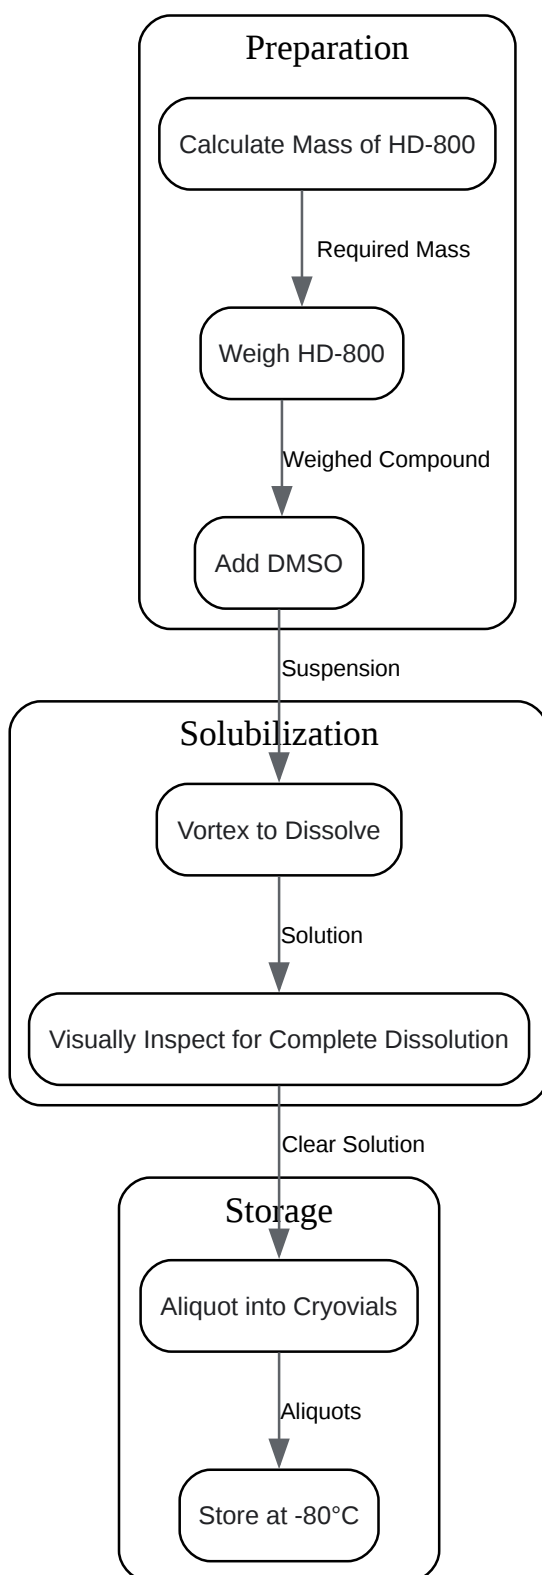 Preparation
Calculate Mass of HD-800
Required Mass
Weigh HD-800
Weighed Compound
Add DMSO
Suspension
Solubilization
Vortex to Dissolve
Solution
Visually Inspect for Complete Dissolution
Clear Solution
Storage
Aliquot into Cryovials
Aliquots
Store at -80°C